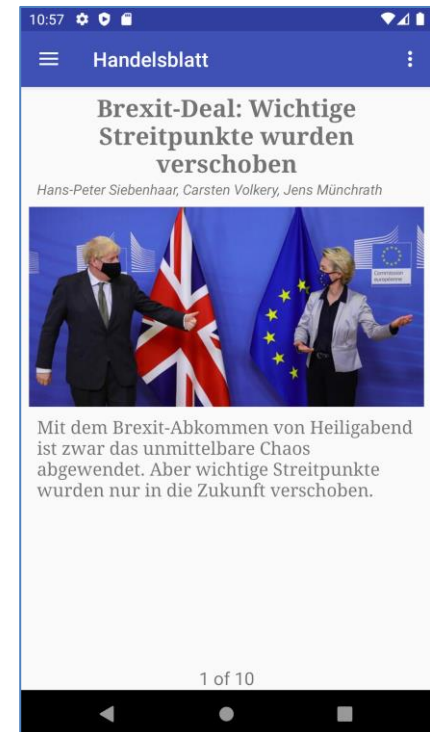 10:57
Handelsblatt
Brexit-Deal: Wichtige
Streitpunkte wurden
verschoben
Hans-Peter Siebenhaar, Carsten Volkery, Jens Münchrath
Commission
européenne
Mit dem Brexit-Abkommen von Heiligabend
ist zwar das unmittelbare Chaos
abgewendet. Aber wichtige Streitpunkte
wurden nur in die Zukunft verschoben.
1 of 10